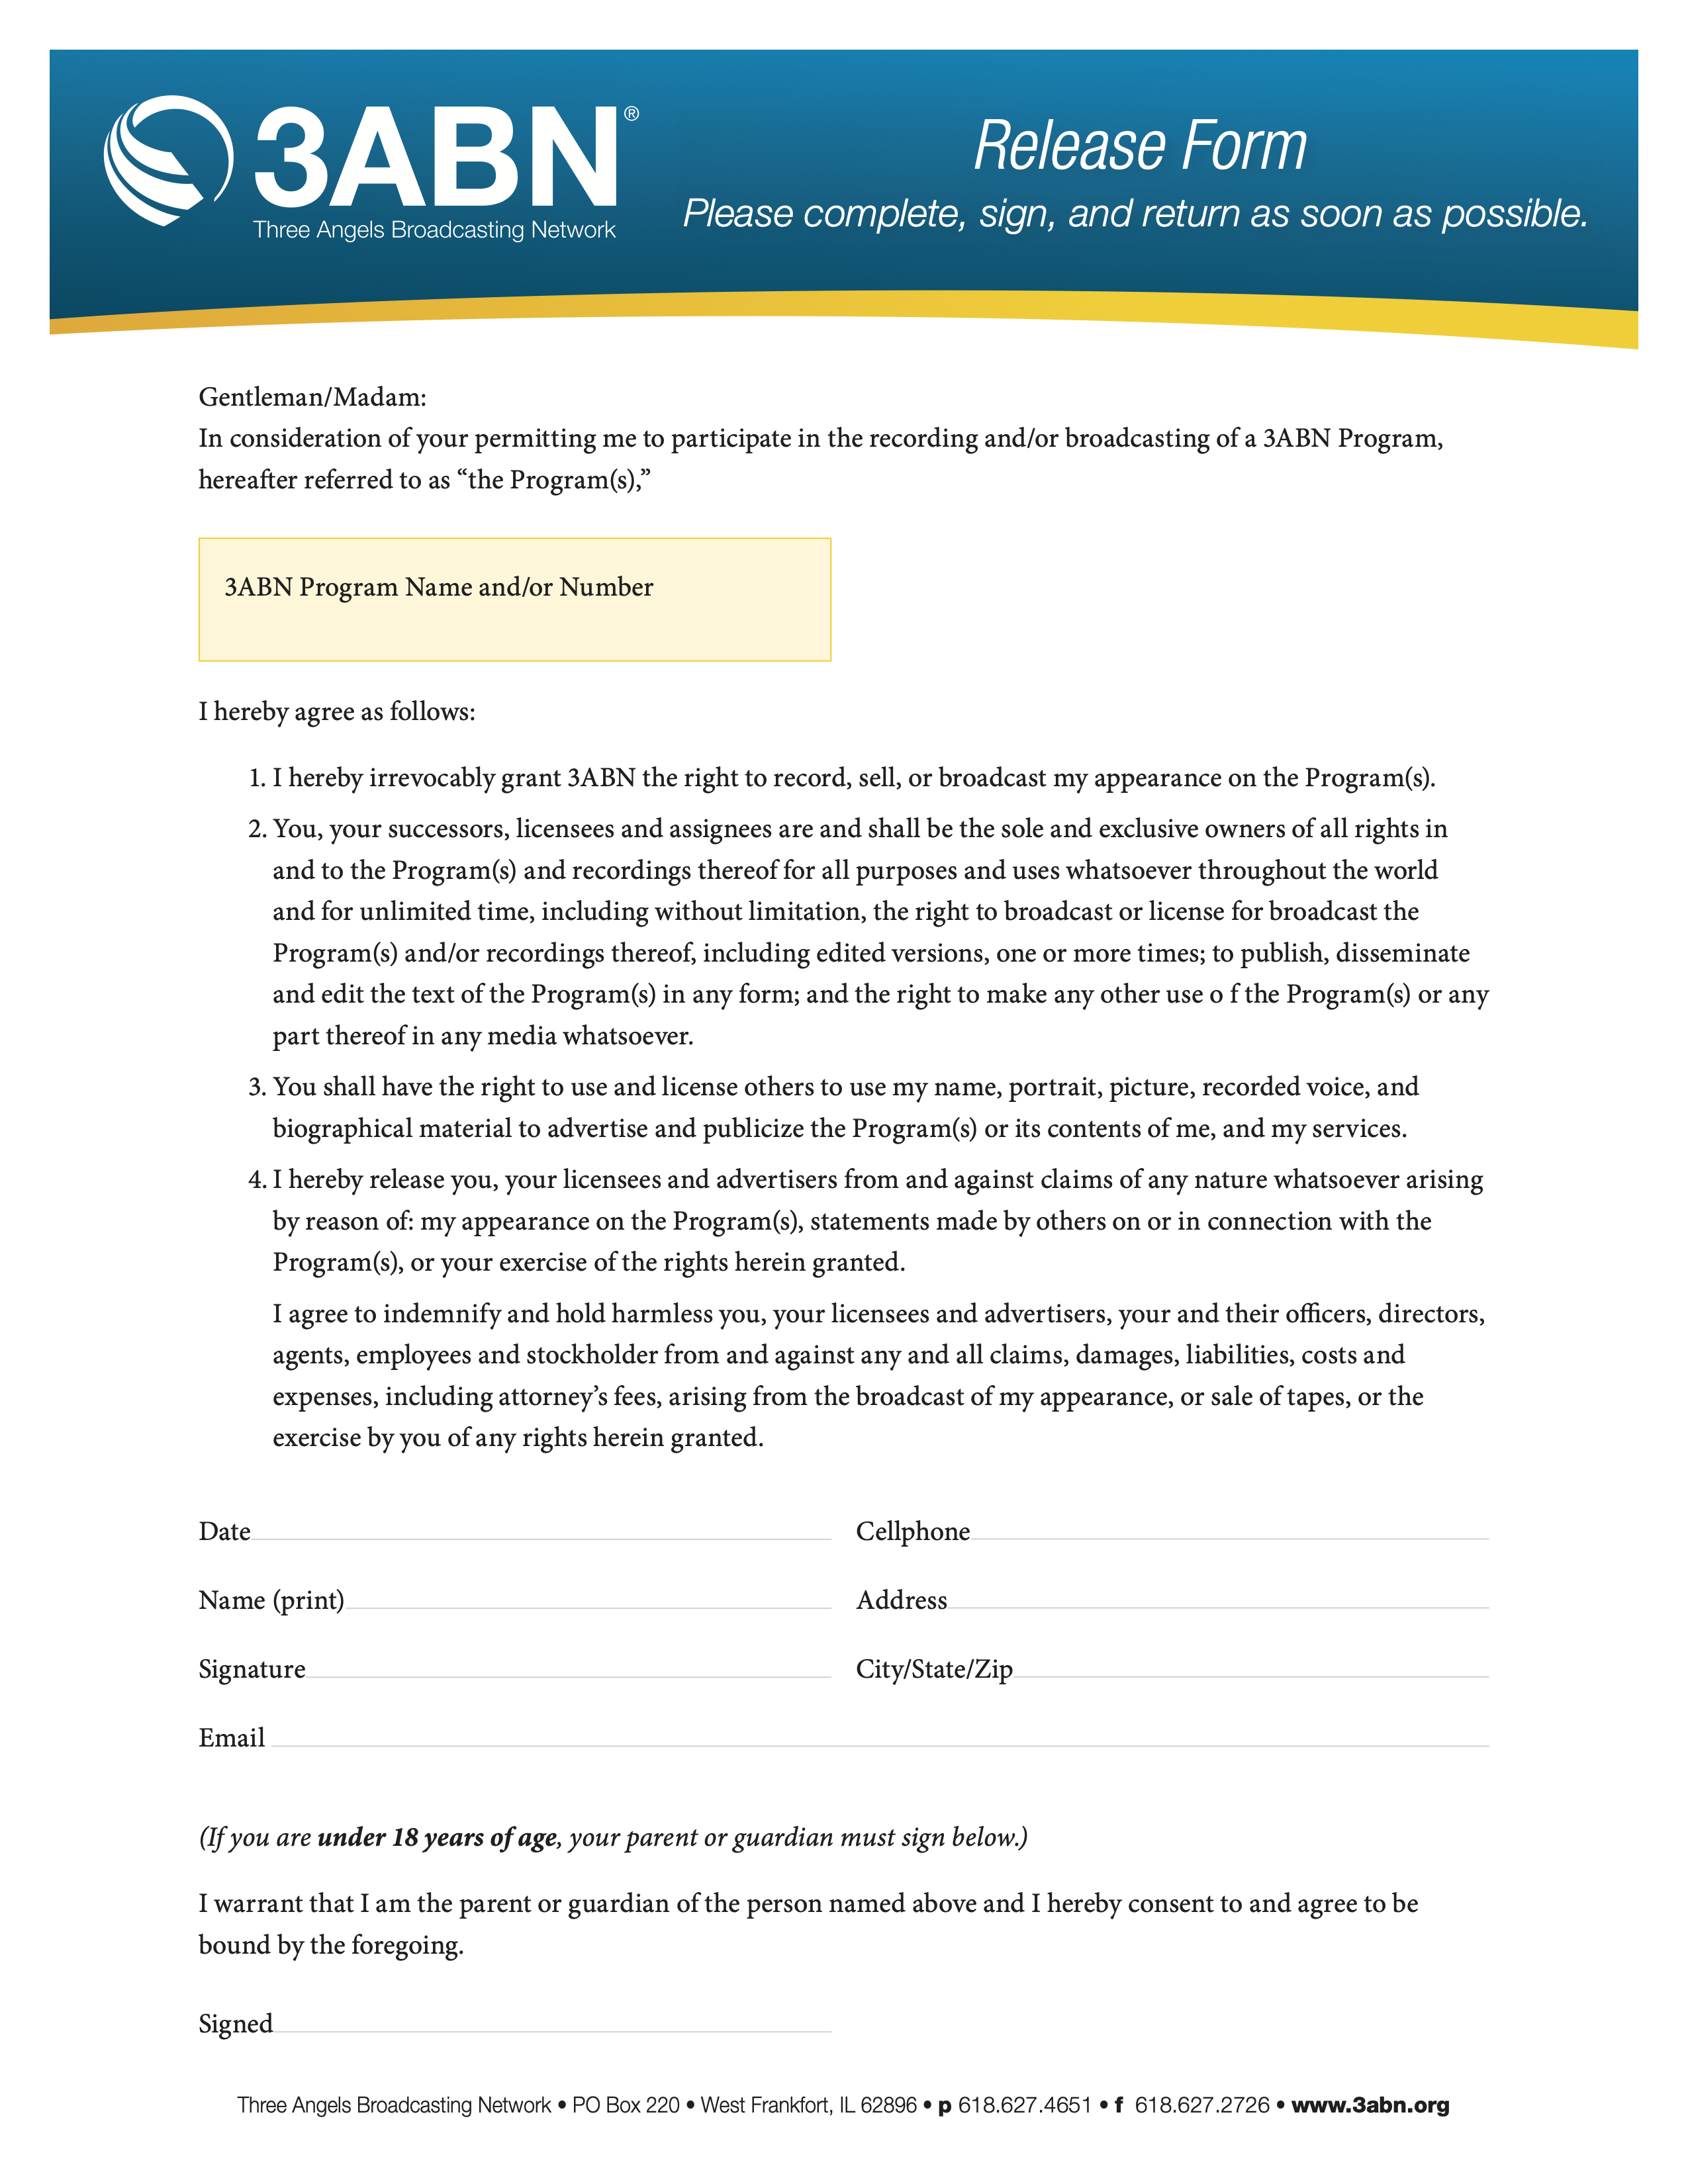 3ABN®
Three Angels Broadcasting Network
Release Form
Please complete, sign, and return as soon as possible.
Gentleman/Madam:
In consideration of your permitting me to participate in the recording and/or broadcasting of a 3ABN Program,
hereafter referred to as “the Program(s),”
3ABN Program Name and/or Number
I hereby agree as follows:
1. I hereby irrevocably grant 3ABN the right to record, sell, or broadcast my appearance on the Program(s).
2. You, your successors, licensees and assignees are and shall be the sole and exclusive owners of all rights in
and to the Program(s) and recordings thereof for all purposes and uses whatsoever throughout the world
and for unlimited time, including without limitation, the right to broadcast or license for broadcast the
Program(s) and/or recordings thereof, including edited versions, one or more times; to publish, disseminate
and edit the text of the Program(s) in any form; and the right to make any other use o f the Program(s) or any
part thereof in any media whatsoever.
3. You shall have the right to use and license others to use my name, portrait, picture, recorded voice, and
biographical material to advertise and publicize the Program(s) or its contents of me, and my services.
4. I hereby release you, your licensees and advertisers from and against claims of any nature whatsoever arising
by reason of: my appearance on the Program(s), statements made by others on or in connection with the
Program(s), or your exercise of the rights herein granted.
I agree to indemnify and hold harmless you, your licensees and advertisers, your and their officers, directors,
agents, employees and stockholder from and against any and all claims, damages, liabilities, costs and
expenses, including attorney’s fees, arising from the broadcast of my appearance, or sale of tapes, or the
exercise by you of any rights herein granted.
Date Cellphone
Name (print) Address
Signature City/State/Zip
Email
(If you are under 18 years of age, your parent or guardian must sign below.)
I warrant that I am the parent or guardian of the person named above and I hereby consent to and agree to be
bound by the foregoing.
Signed
Three Angels Broadcasting Network • PO Box 220 • West Frankfort, IL 62896 • p 618.627.4651 • f 618.627.2726 • www.3abn.org